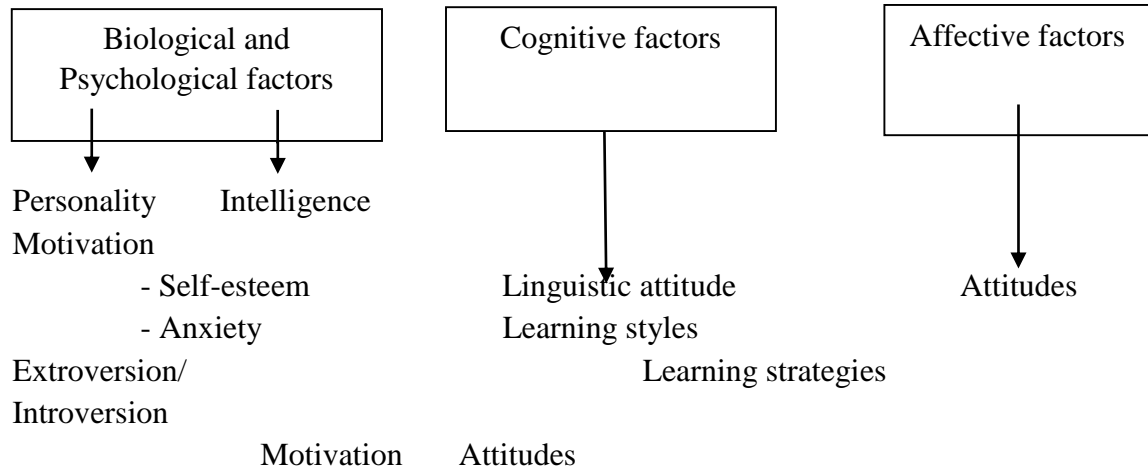 Biological and
Psychological factors
Cognitive factors
Affective factors
Personality Intelligence
Motivation
- Self-esteem Linguistic attitude Attitudes
- Anxiety Learning styles
Extroversion/ Learning strategies
Introversion
Motivation Attitudes